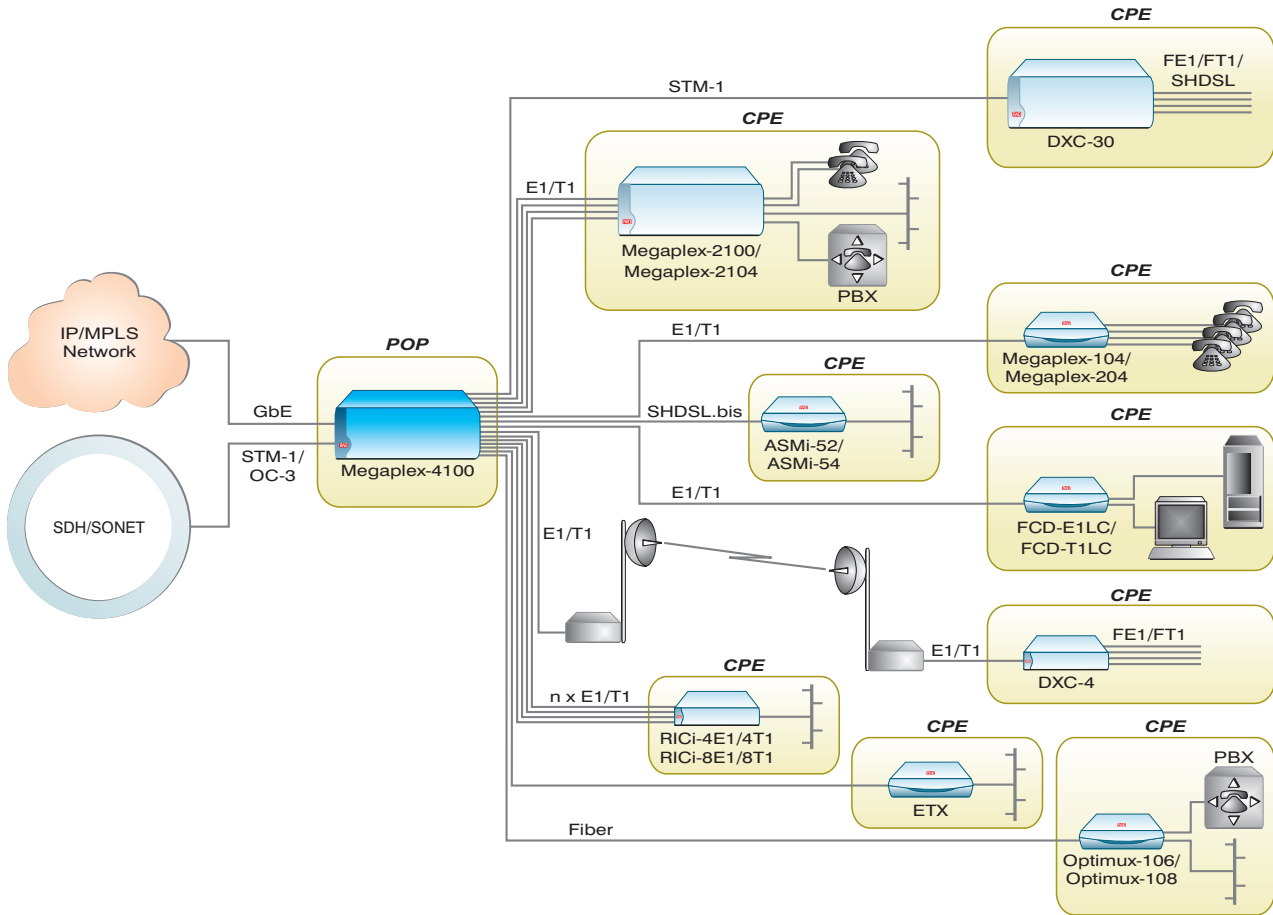 CPE
FE1/FT1/
SHDSL
STM-1
DXC-30
CPE
E1/T1
Megaplex-2100/
Megaplex-2104
PBX
IP/MPLS
Network
CPE
E1/T1
Megaplex-104/
Megaplex-204
POP
GbE
STM-1/
OC-3
Megaplex-4100
CPE
SHDSL.bis
ASMi-52/
ASMi-54
SDH/SONET
CPE
E1/T1
FCD-E1LC/
FCD-T1LC
E1/T1
CPE
E1/T1
FE1/FT1
DXC-4
CPE
n x E1/T1
RICi-4E1/4T1
RICi-8E1/8T1
CPE
ETX
CPE
PBX
Fiber
Optimux-106/
Optimux-108